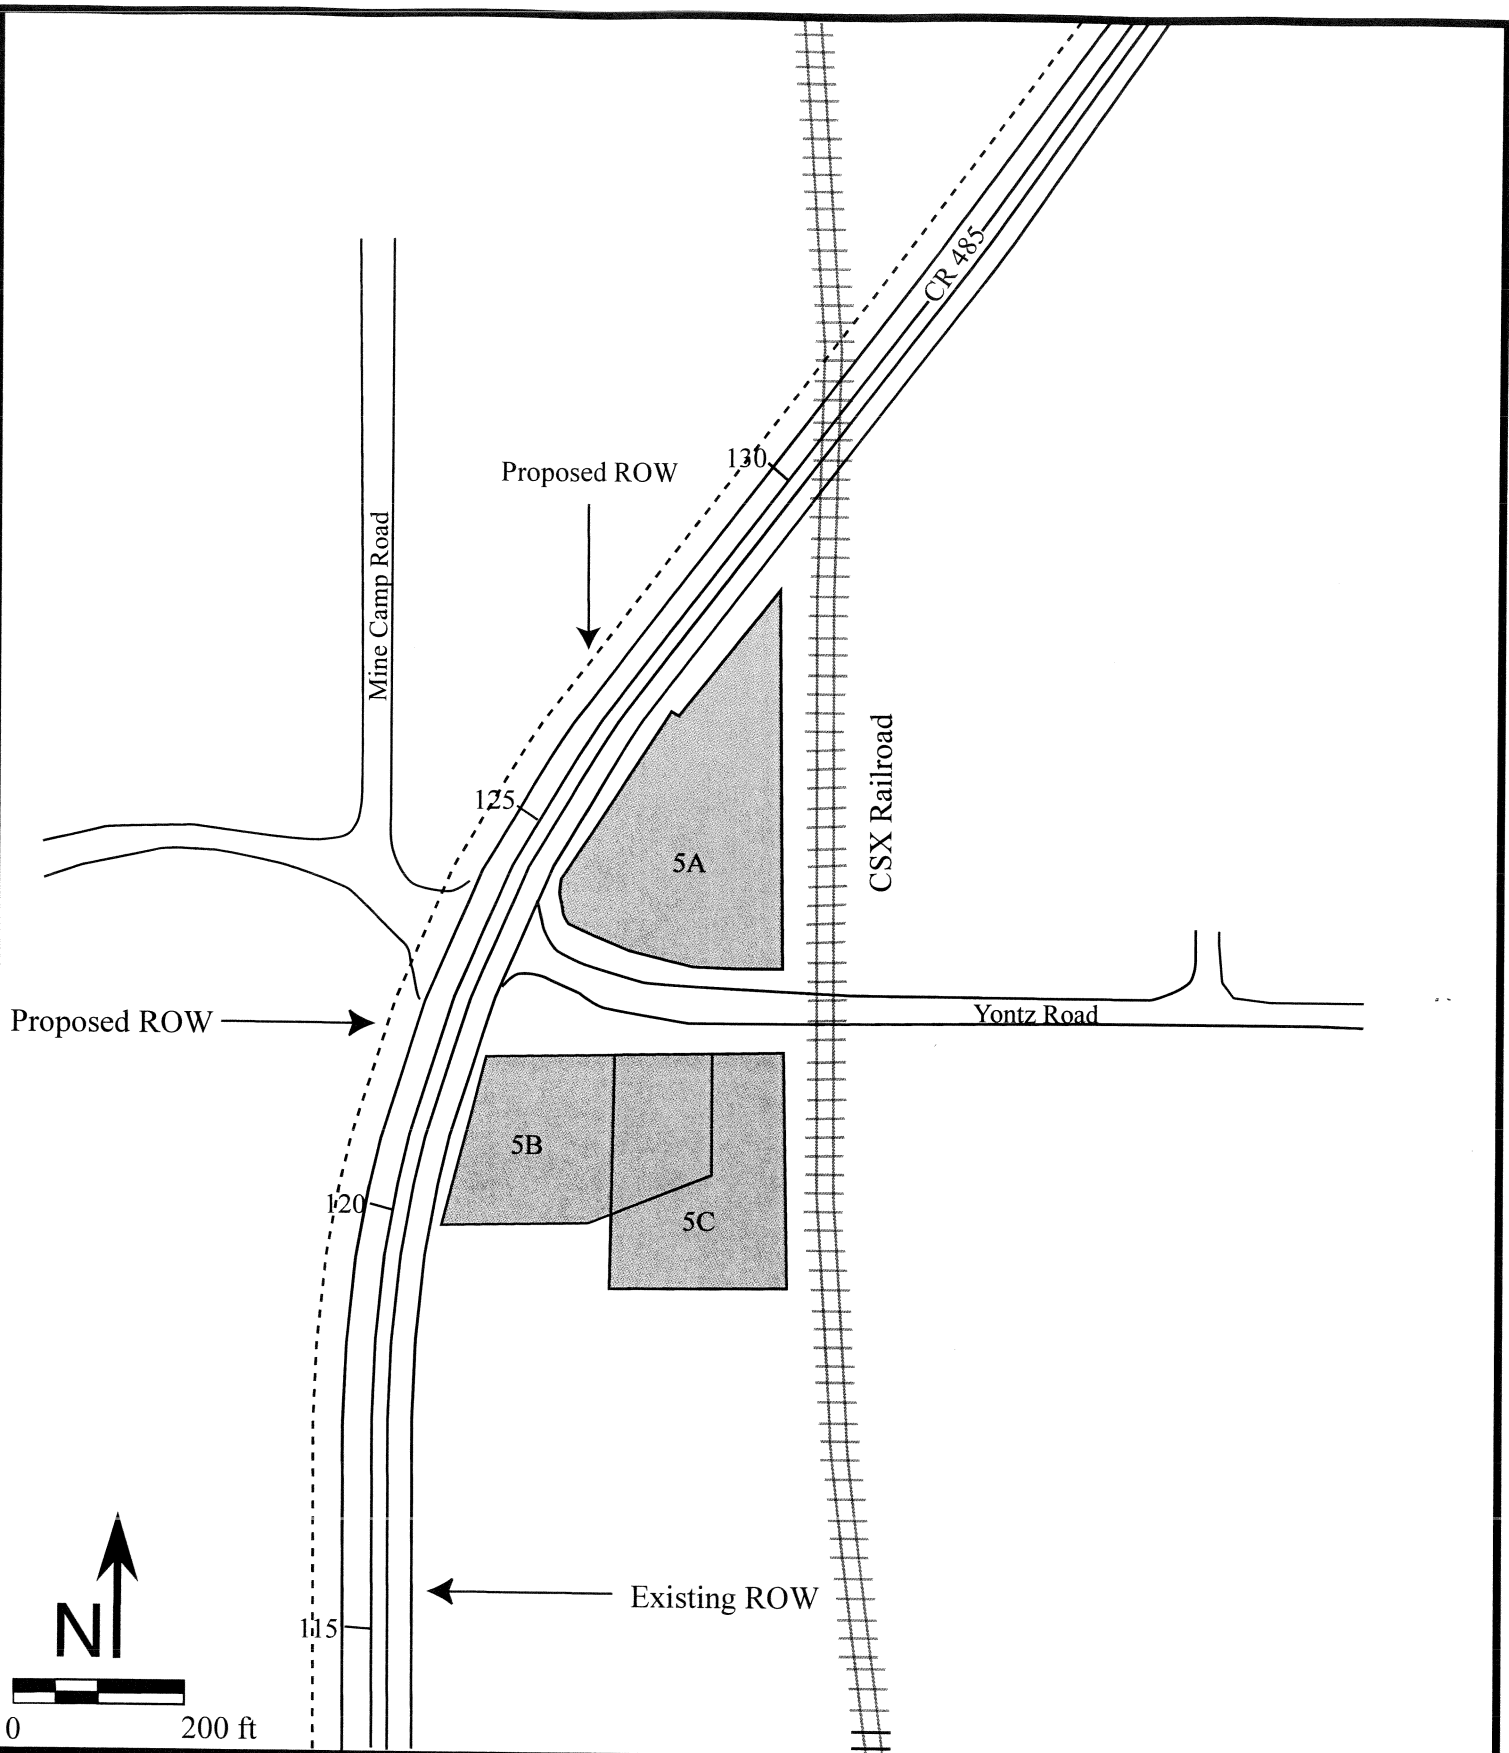 CR 485
130
Proposed ROW
Mine Camp Road
125
5A
CSX Railroad
Proposed ROW
Yontz Road
5B
120
5C
Existing ROW
115
N
0 200 ft